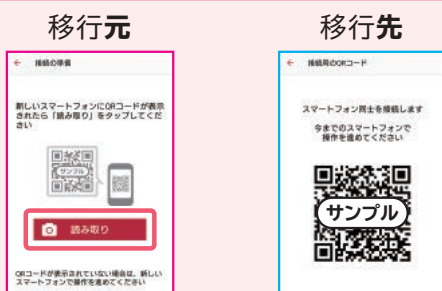 移行元
← 接続の準備
新しいスマートフォンにQRコードが表示
されたら「読み取り」をタップしてくだ
さい
サンプル
読み取り
QRコードが表示されていない場合は、新しい
スマートフォンで操作を進めてください
移行先
← 接続用のQRコード
スマートフォン同士を接続します
今までのスマートフォンで
操作を進めてください
サンプル